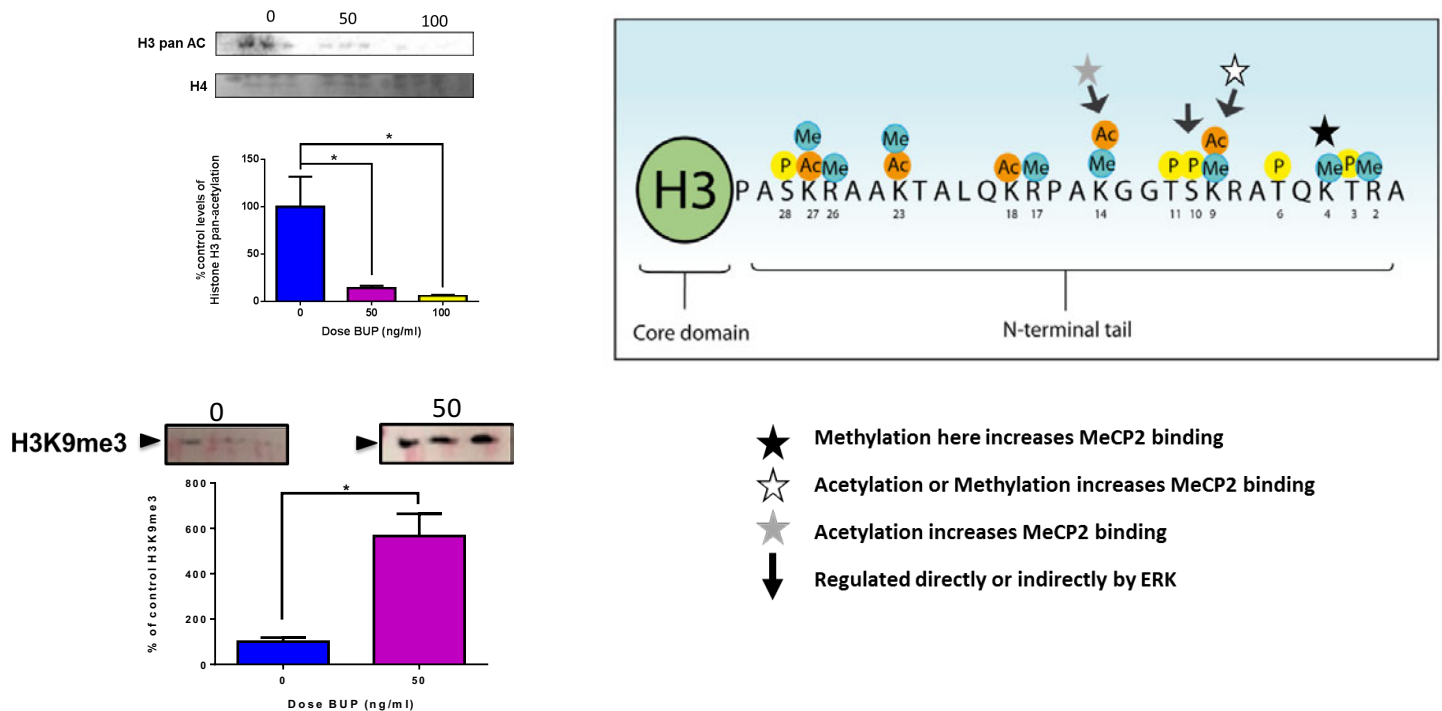 0 50 100
H3 pan AC
H4
* *
% control levels of
Histone H3 pan-acetylation
150
100
50
0
0 50 100
Dose BUP (ng/ml)
H3K9me3
0 50
*
% of control H3K9me3
800
600
400
200
0
0 50
Dose BUP (ng/ml)
Ac Ac
Me Me Me
P Ac Me Ac Ac Me P P Me P Me P Me
H3 P A S K R A A K T A L Q K R P A K G G T S K R A T Q K T R A
28 27 26 23 18 17 14 11 10 9 6 4 3 2
Core domain
N-terminal tail
Methylation here increases MeCP2 binding
Acetylation or Methylation increases MeCP2 binding
Acetylation increases MeCP2 binding
Regulated directly or indirectly by ERK